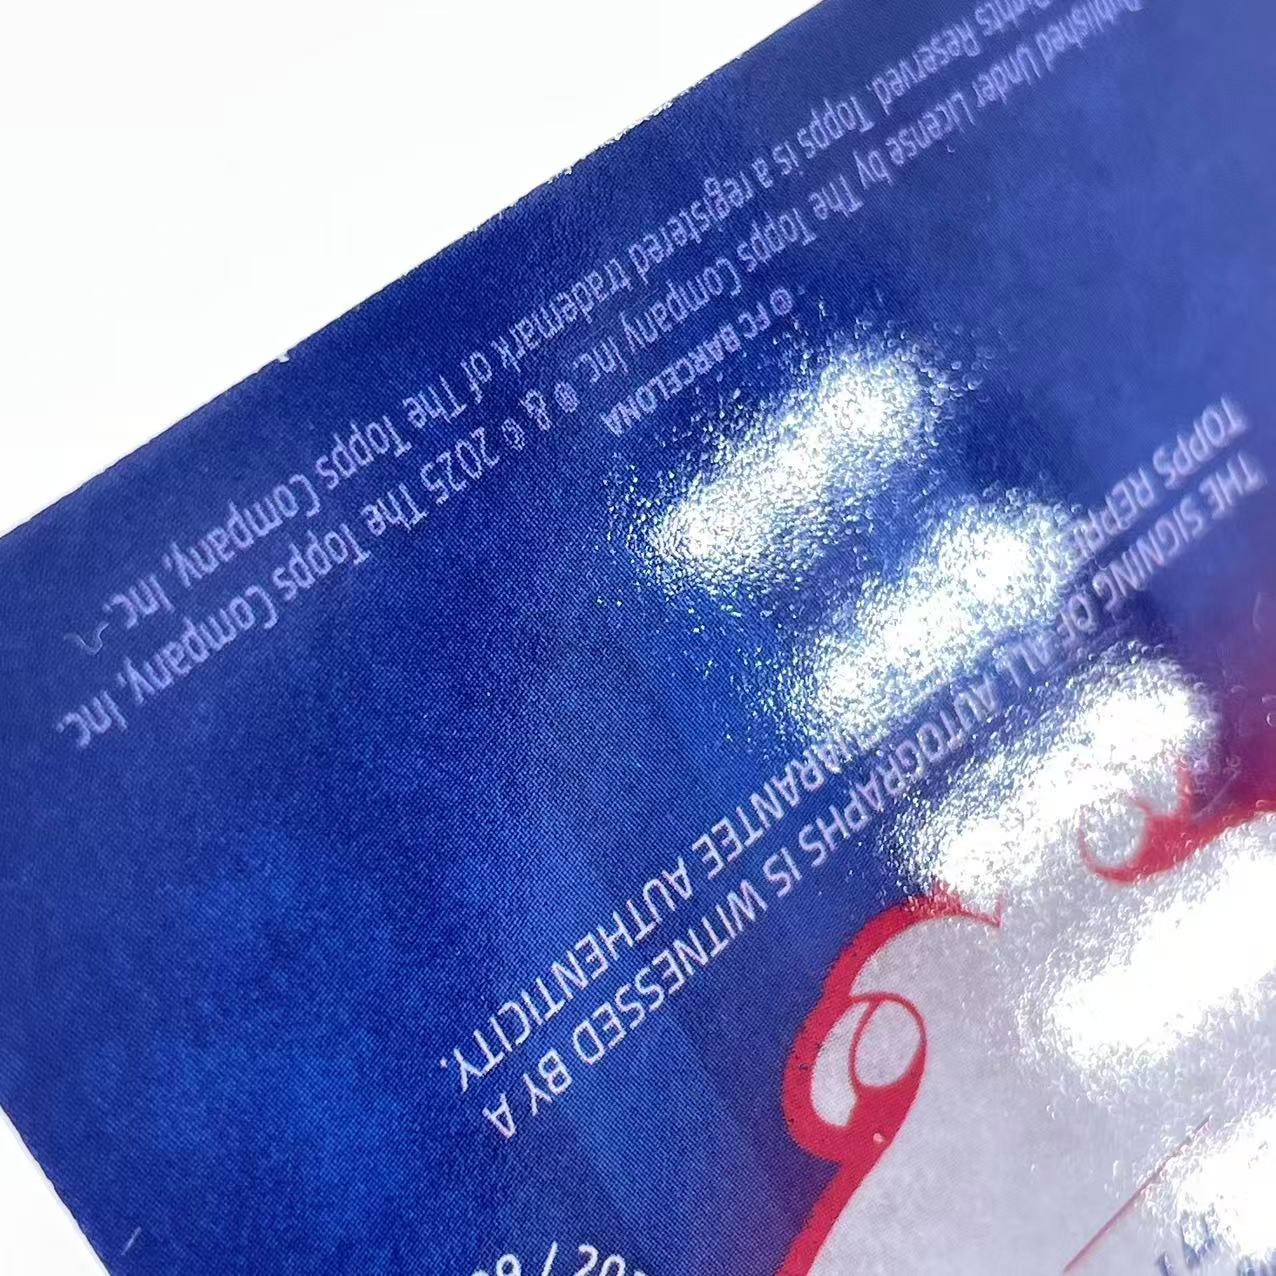 THE SIGNING OF ALL AUTOGRAPHS IS WITNESSED BY A
TOPPS GUARANTEE AUTHENTICITY.
© FC BARCELONA
Published Under License by The Topps Company, Inc. ® & © 2025 The Topps Company, Inc.
Rights Reserved. Topps is a registered trademark of The Topps Company, Inc.